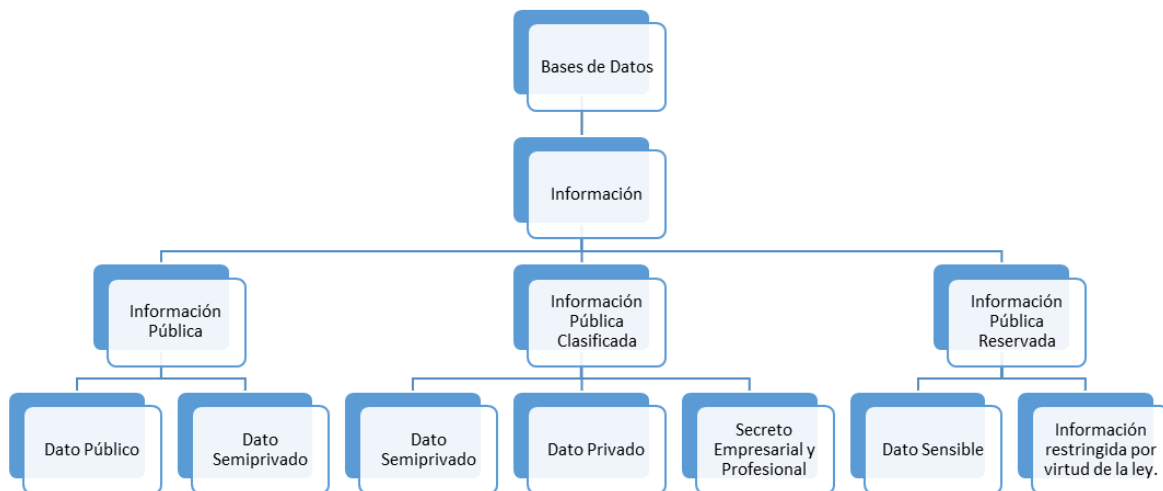 Bases de Datos
Información
Información
Pública
Información
Pública
Clasificada
Información
Pública
Reservada
Dato Público
Dato
Semiprivado
Dato
Semiprivado
Dato Privado
Secreto
Empresarial y
Profesional
Dato Sensible
Información
restringida por
virtud de la ley.